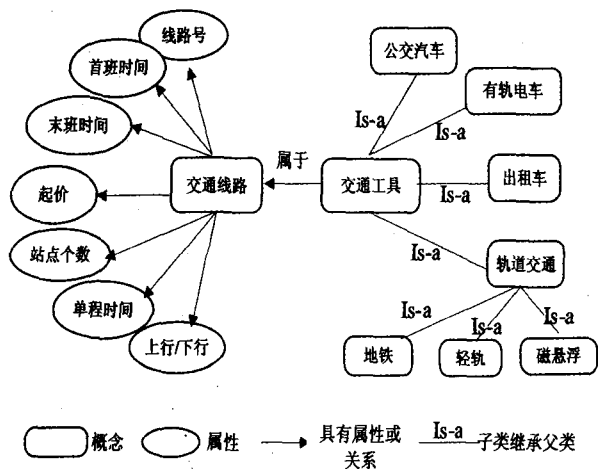 线路号
首班时间
末班时间
起价
站点个数
单程时间
上行/下行
交通线路
属于
交通工具
公交汽车
Is-a
有轨电车
Is-a
出租车
Is-a
轨道交通
Is-a
地铁
Is-a
轻轨
Is-a
磁悬浮
Is-a
概念
属性
具有属性或
关系
Is-a
子类继承父类